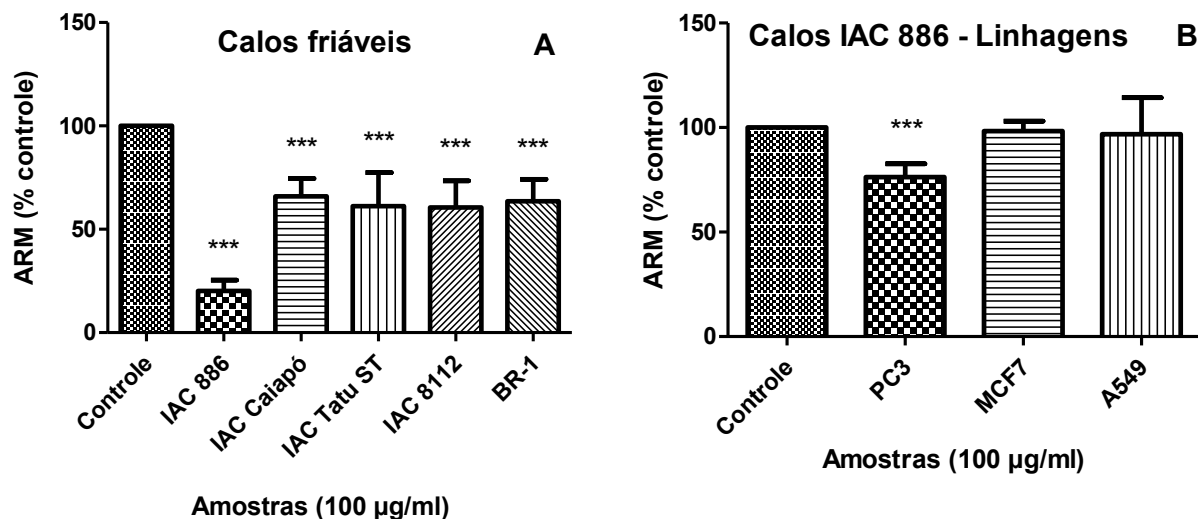 Calos friáveis
A
ARM (% controle)
150
100
50
0
***
***
***
***
***
Controle
IAC 886
IAC Caiapó
IAC Tatu ST
IAC 8112
BR-1
Amostras (100 µg/ml)
Calos IAC 886 - Linhagens
B
ARM (% controle)
150
100
50
0
***
Controle
PC3
MCF7
A549
Amostras (100 µg/ml)